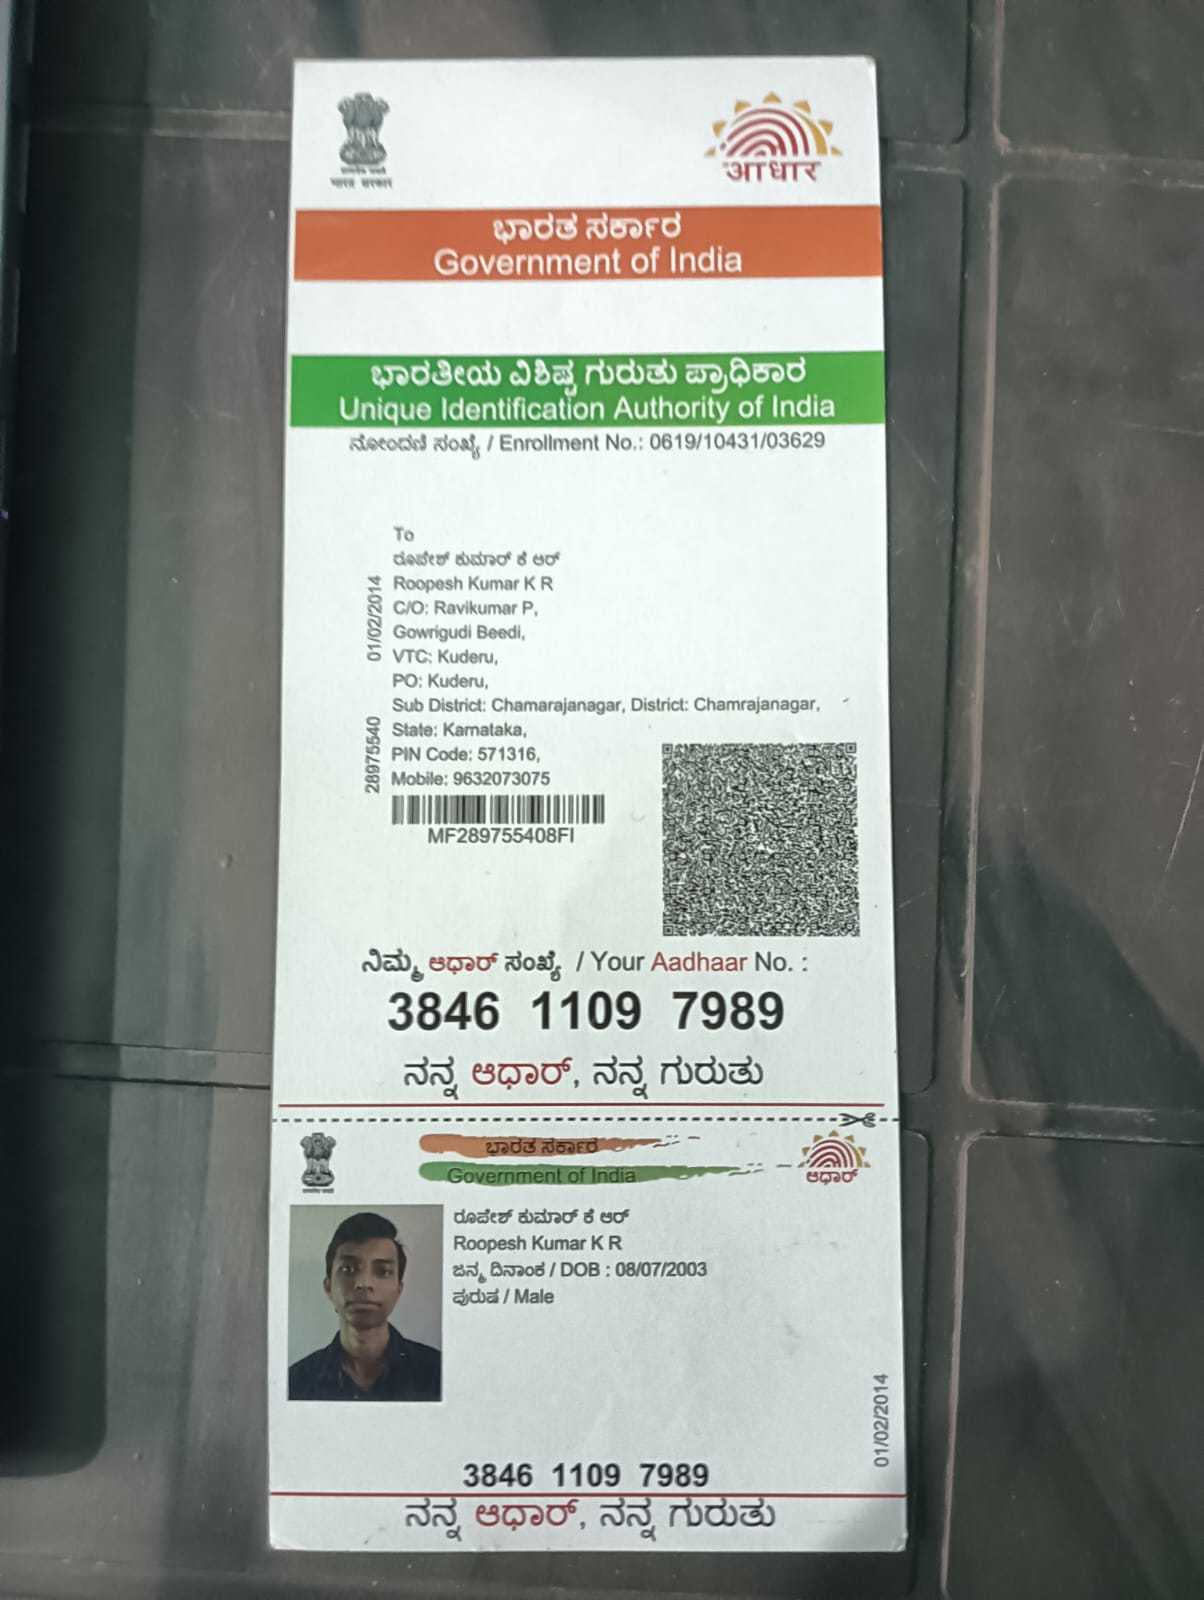 भारत सरकार
आधार
ಭಾರತ ಸರ್ಕಾರ
Government of India
ಭಾರತೀಯ ವಿಶಿಷ್ಟ ಗುರುತು ಪ್ರಾಧಿಕಾರ
Unique Identification Authority of India
ನೋಂದಣಿ ಸಂಖ್ಯೆ / Enrollment No.: 0619/10431/03629
To
ರೂಪೇಶ್ ಕುಮಾರ್ ಕೆ ಆರ್
Roopesh Kumar K R
C/O: Ravikumar P,
Gowrigudi Beedi,
VTC: Kuderu,
PO: Kuderu,
Sub District: Chamarajanagar, District: Chamrajanagar,
State: Karnataka,
PIN Code: 571316,
Mobile: 9632073075
01/02/2014
28975540
MF289755408FI
ನಿಮ್ಮ ಆಧಾರ್ ಸಂಖ್ಯೆ / Your Aadhaar No. :
3846 1109 7989
ನನ್ನ ಆಧಾರ್, ನನ್ನ ಗುರುತು
ಭಾರತ ಸರ್ಕಾರ
Government of India
ಆಧಾರ್
ರೂಪೇಶ್ ಕುಮಾರ್ ಕೆ ಆರ್
Roopesh Kumar K R
ಜನ್ಮ ದಿನಾಂಕ / DOB : 08/07/2003
ಪುರುಷ / Male
01/02/2014
3846 1109 7989
ನನ್ನ ಆಧಾರ್, ನನ್ನ ಗುರುತು